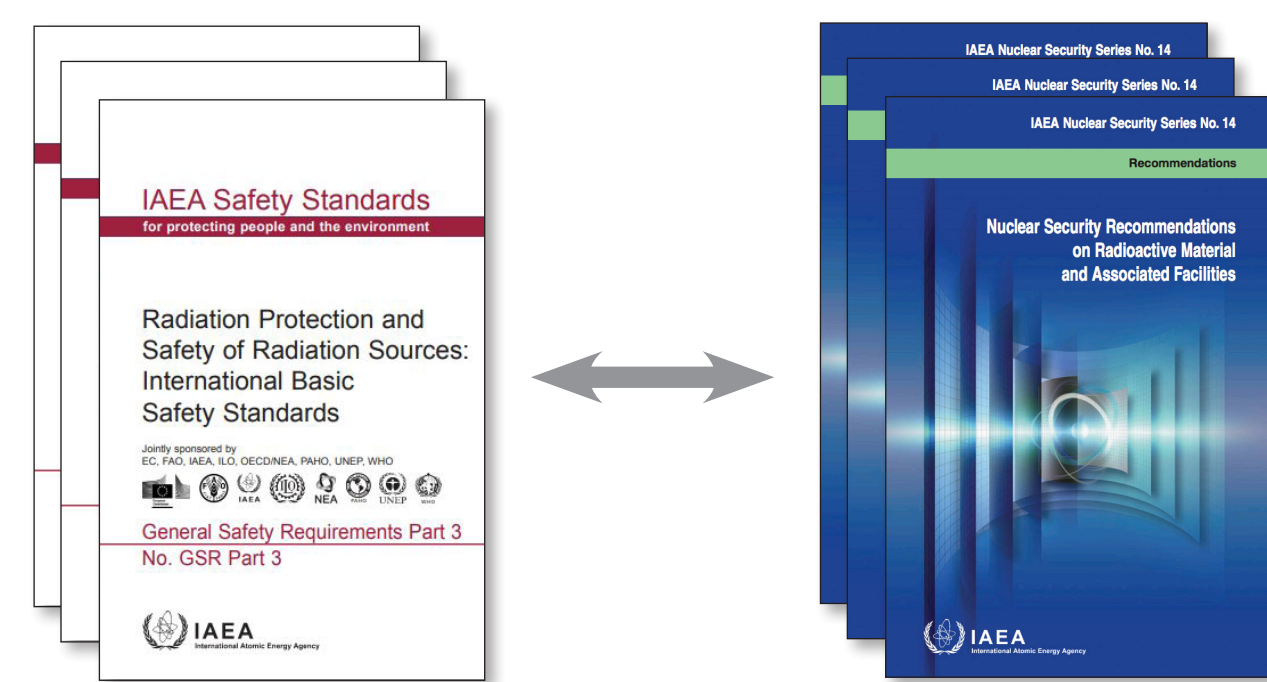 IAEA Safety Standards
for protecting people and the environment
Radiation Protection and
Safety of Radiation Sources:
International Basic
Safety Standards
Jointly sponsored by
EC, FAO, IAEA, ILO, OECD/NEA, PAHO, UNEP, WHO
IAEA
ILO
NEA
PAHO
UNEP
WHO
General Safety Requirements Part 3
No. GSR Part 3
IAEA
International Atomic Energy Agency
IAEA Nuclear Security Series No. 14
IAEA Nuclear Security Series No. 14
IAEA Nuclear Security Series No. 14
Recommendations
Nuclear Security Recommendations
on Radioactive Material
and Associated Facilities
IAEA
International Atomic Energy Agency